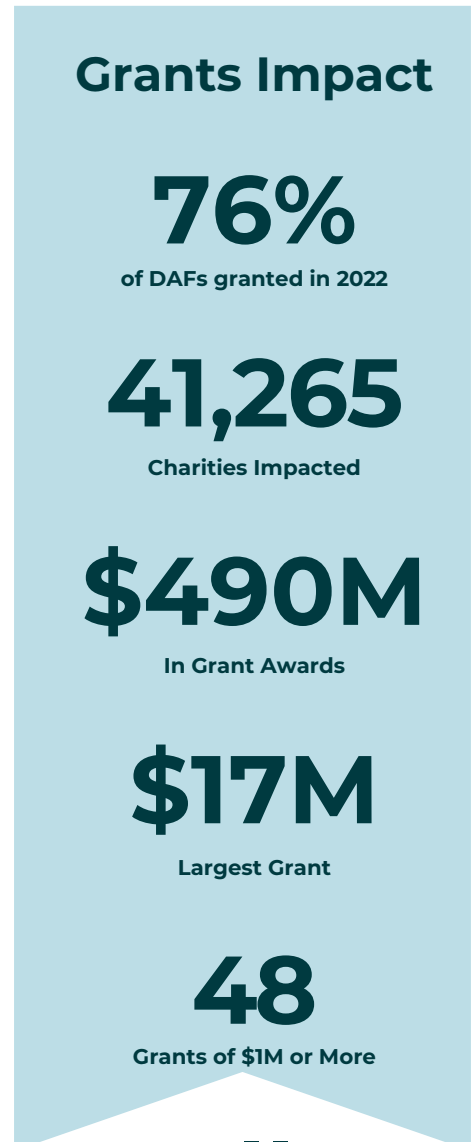 Grants Impact
76%
of DAFs granted in 2022
41,265
Charities Impacted
$490M
In Grant Awards
$17M
Largest Grant
48
Grants of $1M or More